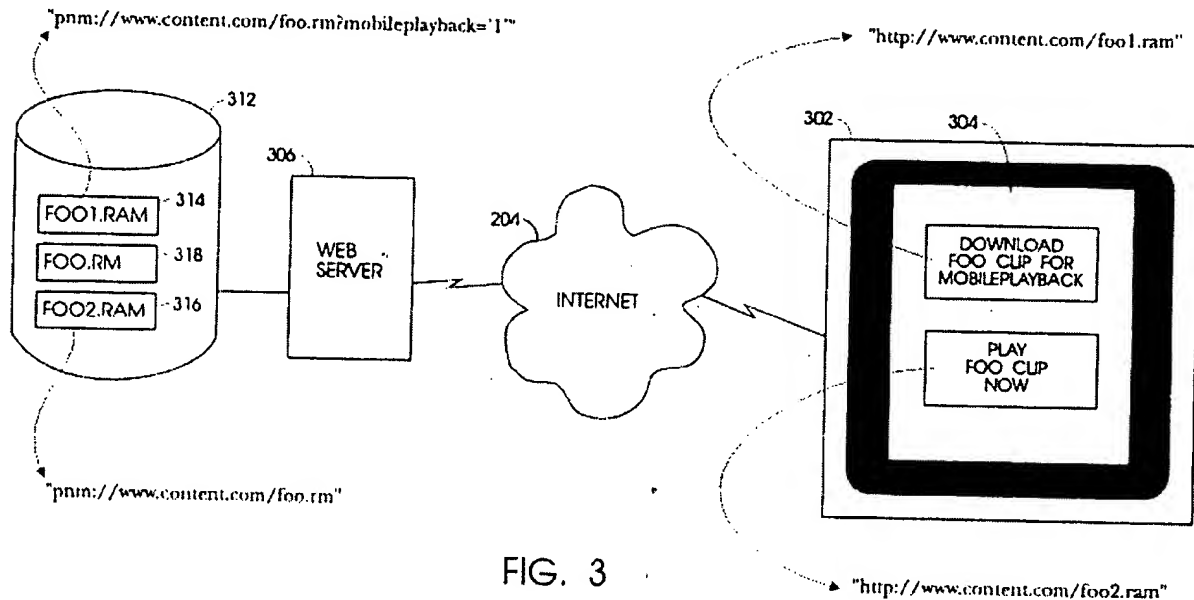 "pnm://www.content.com/foo.rm?mobileplayback='1'"
"http://www.content.com/foo1.ram"
312
302
304
306
FOO1.RAM
314
204
FOO.RM
318
WEB
SERVER
FOO2.RAM
316
INTERNET
DOWNLOAD
FOO CLIP FOR
MOBILEPLAYBACK
PLAY
FOO CLIP
NOW
"pnm://www.content.com/foo.rm"
FIG. 3
"http://www.content.com/foo2.ram"